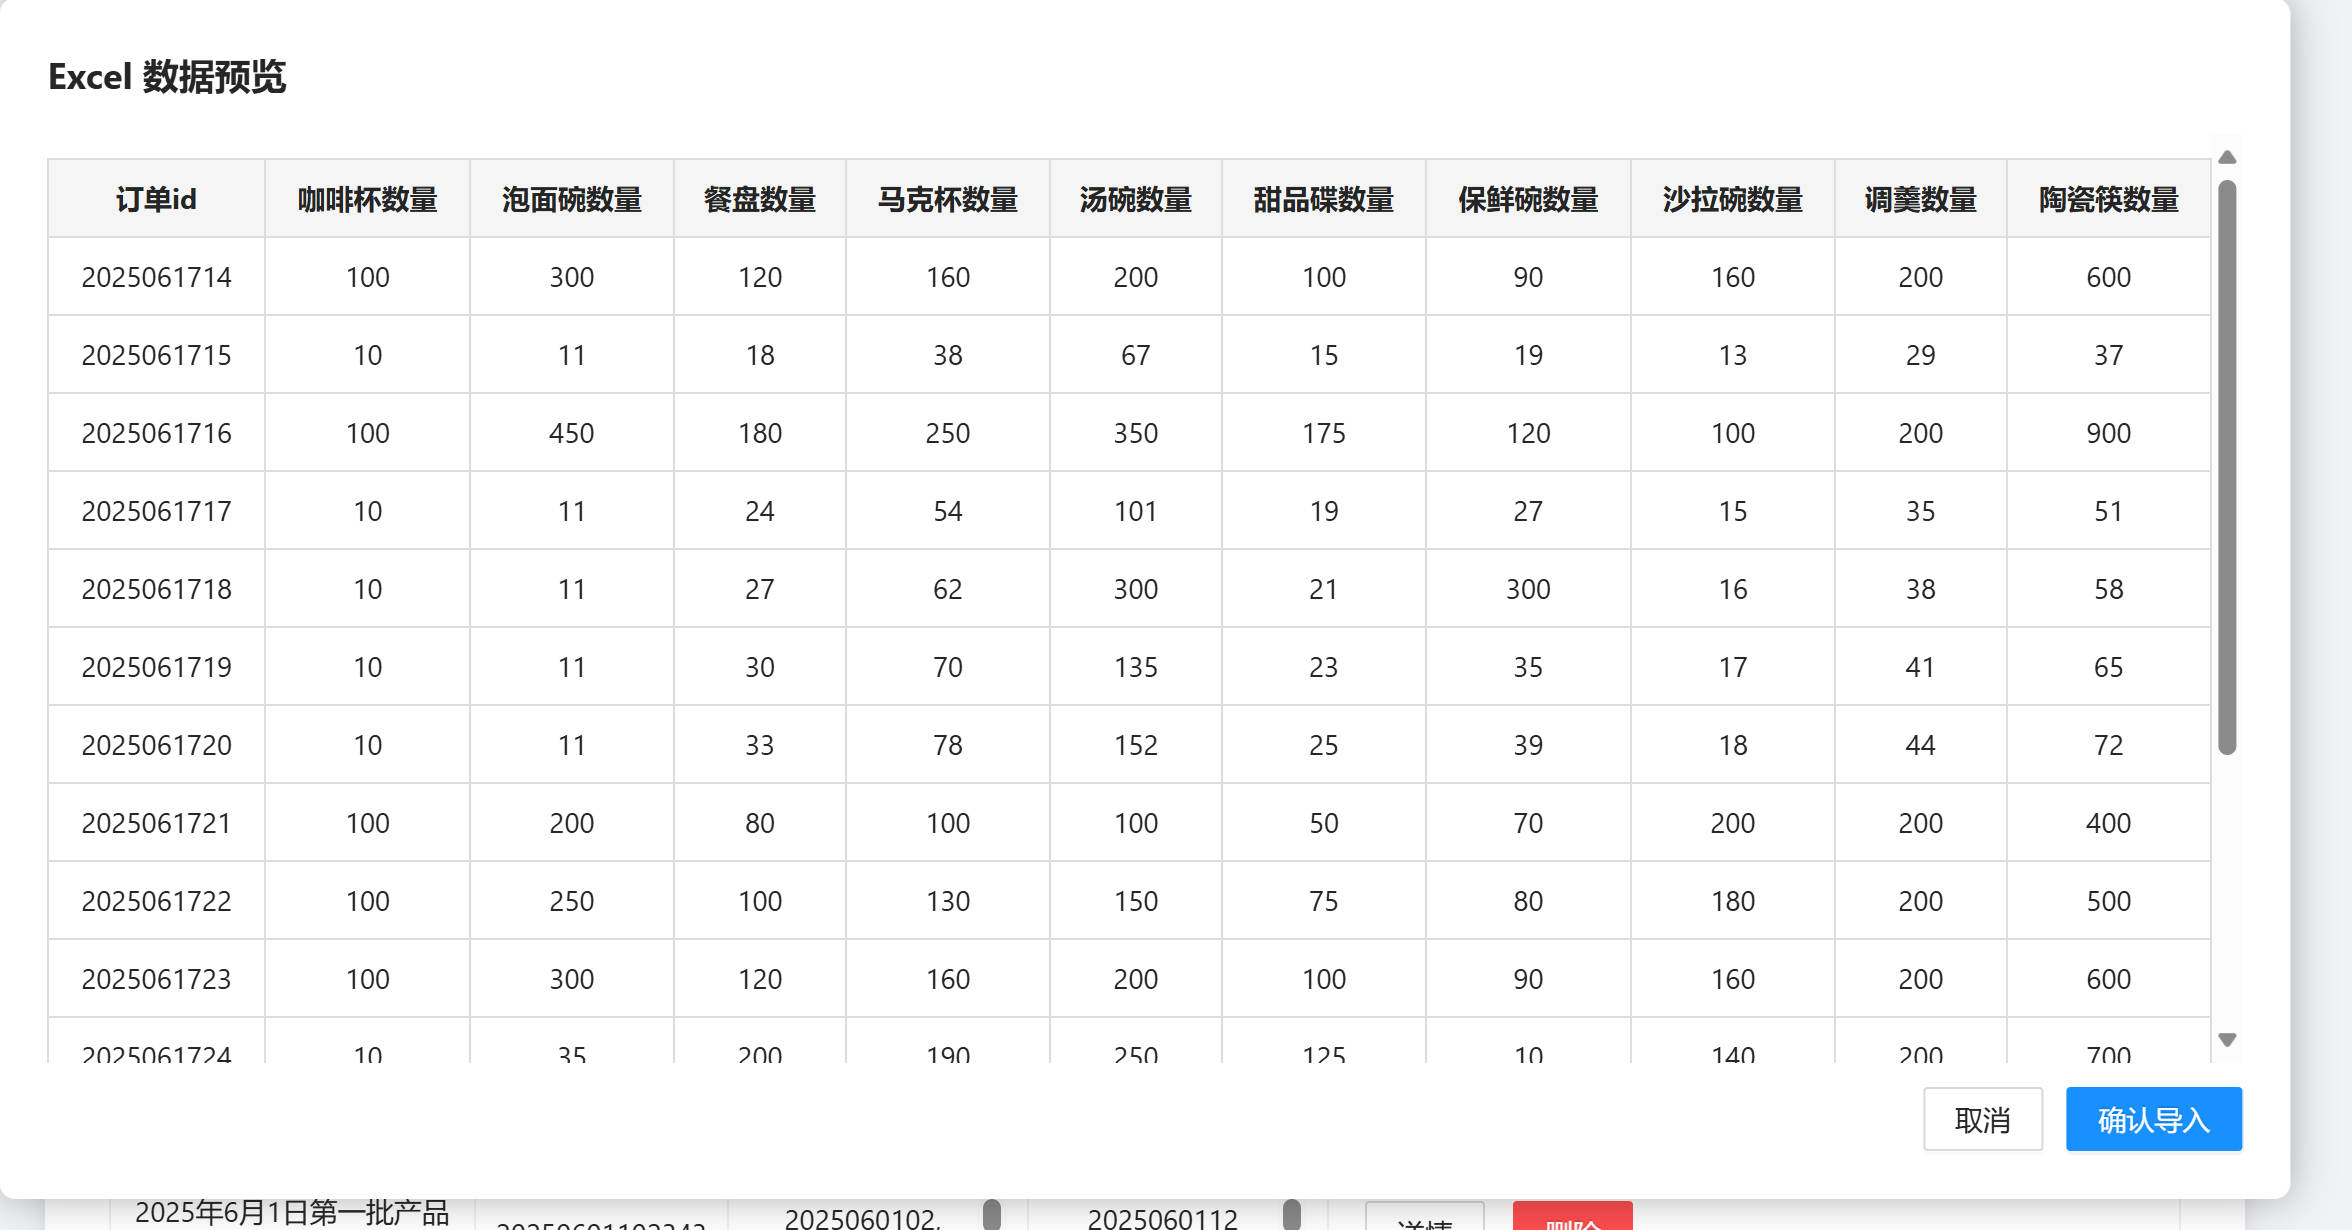 Excel 数据预览
订单id 咖啡杯数量 泡面碗数量 餐盘数量 马克杯数量 汤碗数量 甜品碟数量 保鲜碗数量 沙拉碗数量 调羹数量 陶瓷筷数量
2025061714 100 300 120 160 200 100 90 160 200 600
2025061715 10 11 18 38 67 15 19 13 29 37
2025061716 100 450 180 250 350 175 120 100 200 900
2025061717 10 11 24 54 101 19 27 15 35 51
2025061718 10 11 27 62 300 21 300 16 38 58
2025061719 10 11 30 70 135 23 35 17 41 65
2025061720 10 11 33 78 152 25 39 18 44 72
2025061721 100 200 80 100 100 50 70 200 200 400
2025061722 100 250 100 130 150 75 80 180 200 500
2025061723 100 300 120 160 200 100 90 160 200 600
2025061724 10 35 200 190 250 125 10 140 200 700
取消 确认导入
2025年6月1日第一批产品 2025060102, 2025060112 详情 删除